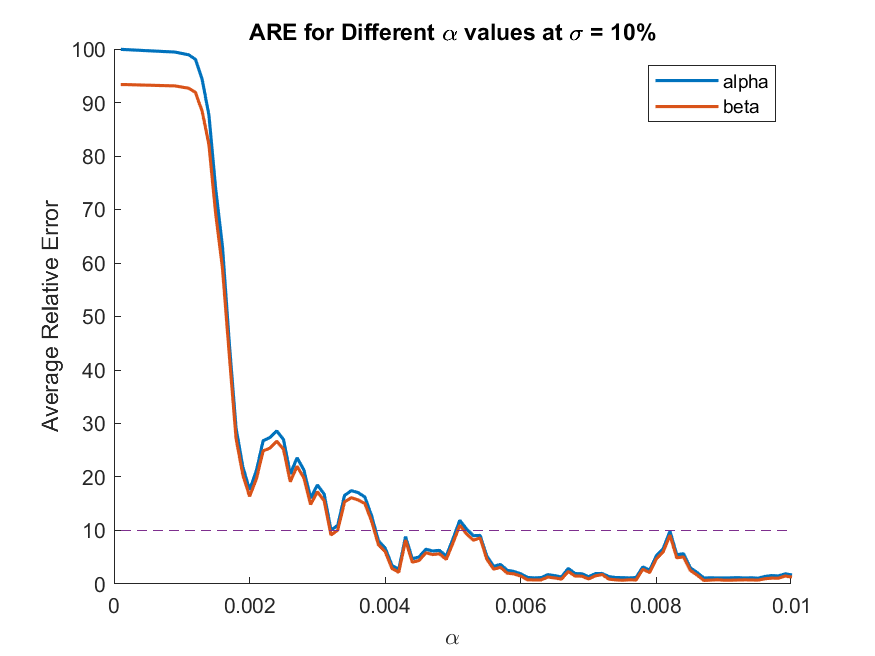 ARE for Different α values at σ = 10%
alpha
beta
Average Relative Error
100
90
80
70
60
50
40
30
20
10
0
0 0.002 0.004 0.006 0.008 0.01
α